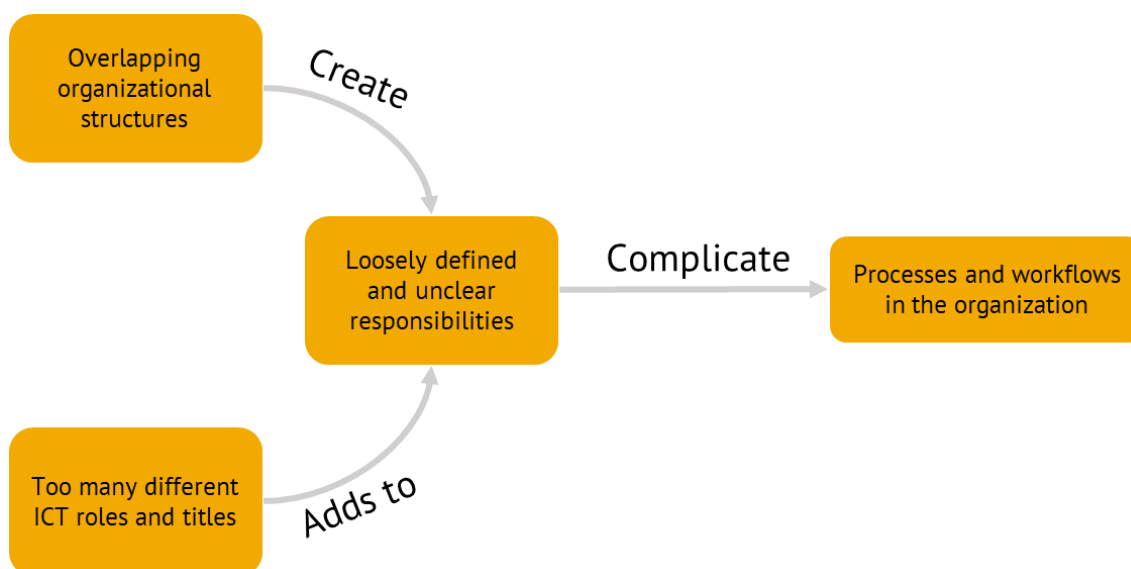 Overlapping
organizational
structures
Create
Loosely defined
and unclear
responsibilities
Complicate
Processes and workflows
in the organization
Too many different
ICT roles and titles
Adds to